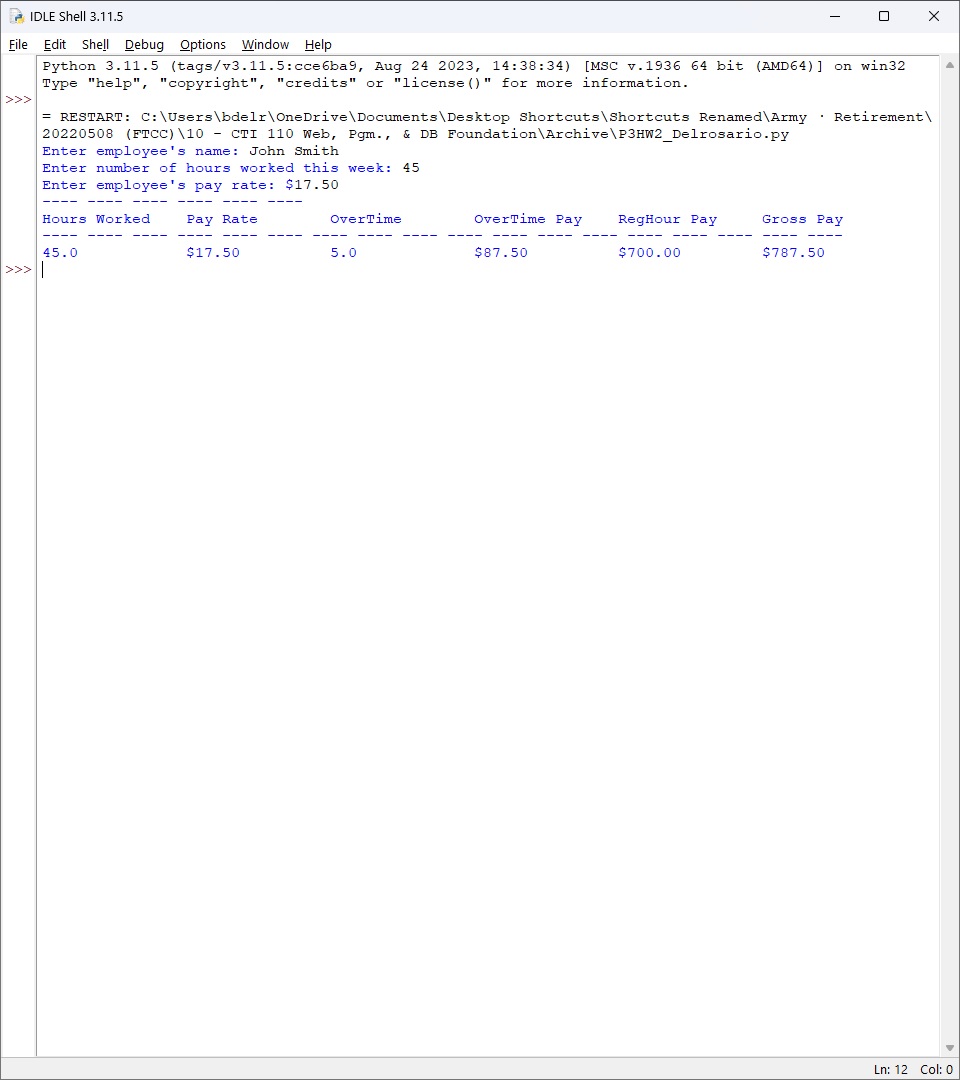 IDLE Shell 3.11.5
File Edit Shell Debug Options Window Help
Python 3.11.5 (tags/v3.11.5:cce6ba9, Aug 24 2023, 14:38:34) [MSC v.1936 64 bit (AMD64)] on win32
Type "help", "copyright", "credits" or "license()" for more information.
>>>
= RESTART: C:\Users\bdelr\OneDrive\Documents\Desktop Shortcuts\Shortcuts Renamed\Army · Retirement\
20220508 (FTCC)\10 - CTI 110 Web, Pgm., & DB Foundation\Archive\P3HW2_Delrosario.py
Enter employee's name: John Smith
Enter number of hours worked this week: 45
Enter employee's pay rate: $17.50
---- ---- ---- ---- ---- ----
Hours Worked    Pay Rate        OverTime        OverTime Pay    RegHour Pay     Gross Pay
---- ---- ---- ---- ---- ---- ---- ---- ---- ---- ---- ---- ---- ---- ---- ---- ---- ----
45.0            $17.50          5.0             $87.50          $700.00         $787.50
>>>
Ln: 12 Col: 0